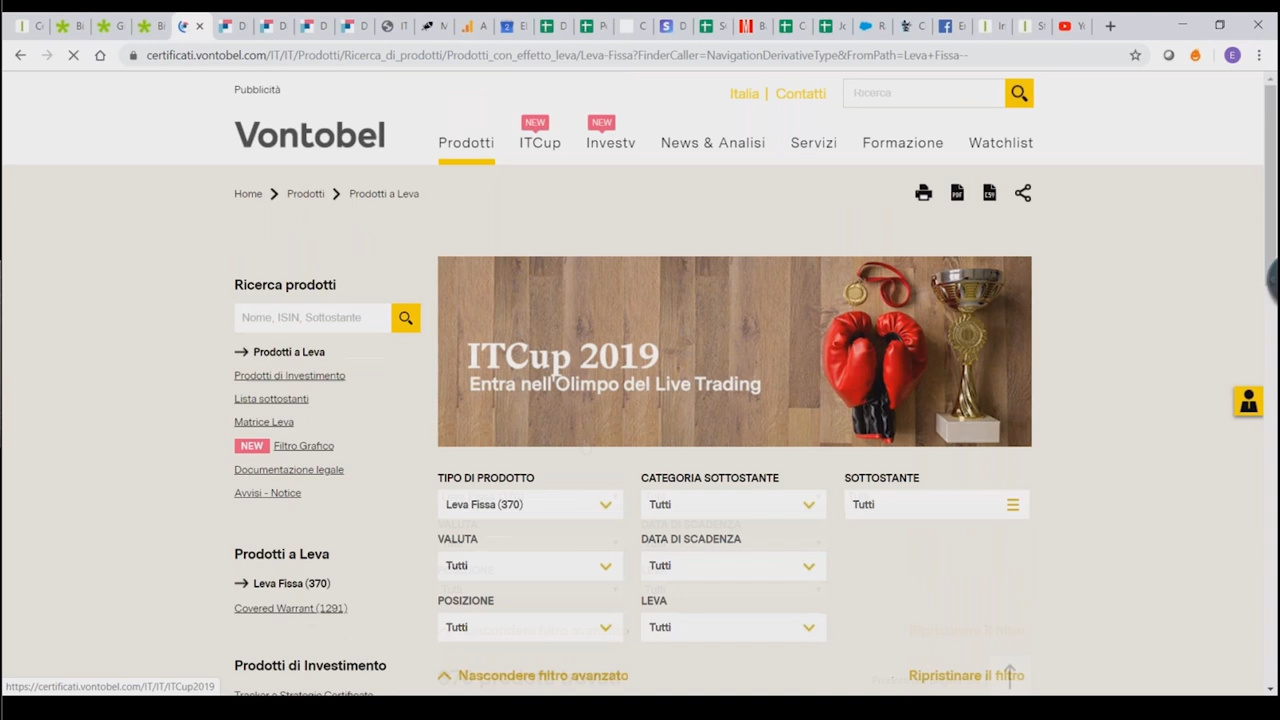 certificati.vontobel.com/IT/IT/Prodotti/Ricerca_di_prodotti/Prodotti_con_effetto_leva/Leva-Fissa?FinderCaller=NavigationDerivativeType&FromPath=Leva+Fissa--
E
Pubblicità
Italia | Contatti
Ricerca
Vontobel
NEW
NEW
Prodotti
ITCup
Investv
News & Analisi
Servizi
Formazione
Watchlist
Home
Prodotti
Prodotti a Leva
PDF
CSV
Ricerca prodotti
Nome, ISIN, Sottostante
Prodotti a Leva
Prodotti di Investimento
Lista sottostanti
Matrice Leva
NEW Filtro Grafico
Documentazione legale
Avvisi - Notice
Prodotti a Leva
Leva Fissa (370)
Covered Warrant (1291)
Prodotti di Investimento
Tracker e Strategic Certificate
ITCup 2019
Entra nell'Olimpo del Live Trading
TIPO DI PRODOTTO
CATEGORIA SOTTOSTANTE
SOTTOSTANTE
Leva Fissa (370)
Tutti
Tutti
VALUTA
DATA DI SCADENZA
Tutti
Tutti
POSIZIONE
LEVA
Tutti
Tutti
Nascondere filtro avanzato
Ripristinare il filtro
https://certificati.vontobel.com/IT/IT/ITCup2019